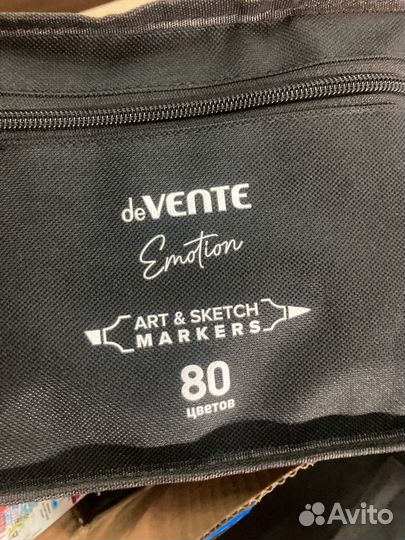 deVENTE
Emotion
ART & SKETCH
MARKERS
80
цветов
Avito